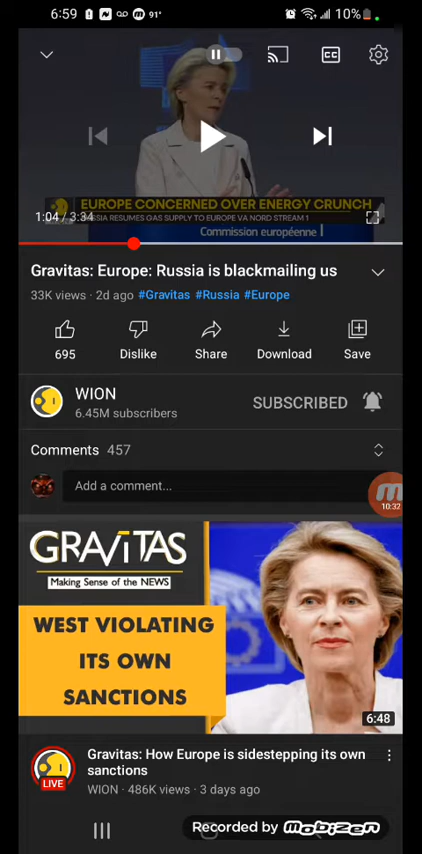 6:59
91°
10%
CC
EUROPE CONCERNED OVER ENERGY CRUNCH
RUSSIA RESUMES GAS SUPPLY TO EUROPE VA NORD STREAM 1
1:04 / 3:34
Commission européenne
Gravitas: Europe: Russia is blackmailing us
33K views · 2d ago #Gravitas #Russia #Europe
695 Dislike Share Download Save
WION
6.45M subscribers
SUBSCRIBED
Comments 457
Add a comment...
10:32
GRAViTAS
Making Sense of the NEWS
WEST VIOLATING
ITS OWN
SANCTIONS
6:48
Gravitas: How Europe is sidestepping its own
sanctions
LIVE
WION · 486K views · 3 days ago
Recorded by MOBIZEN